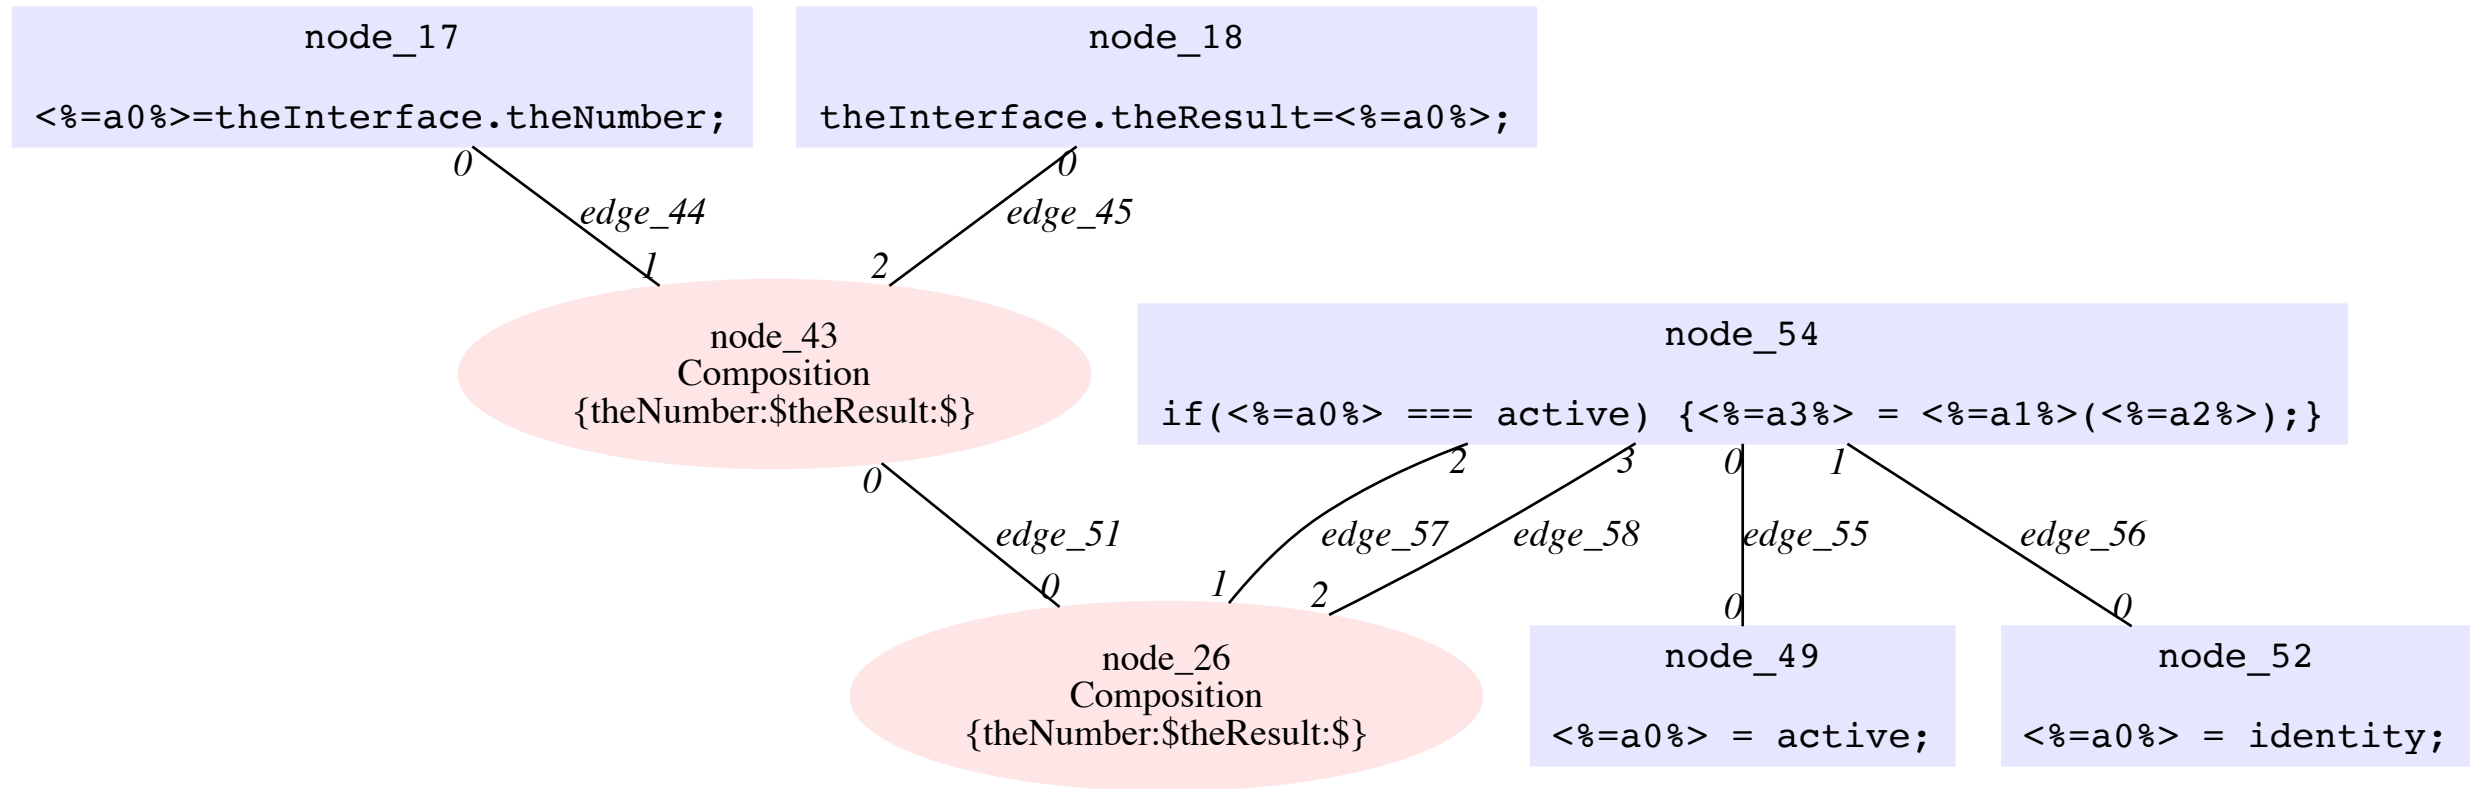 node_17
<%=a0%>=theInterface.theNumber;
node_18
theInterface.theResult=<%=a0%>;
0
0
edge_44
edge_45
1
2
node_43
Composition
{theNumber:$theResult:$}
node_54
if(<%=a0%> === active) {<%=a3%> = <%=a1%>(<%=a2%>);}
0
2
3
0
1
edge_51
edge_57
edge_58
edge_55
edge_56
0
1
2
0
0
node_26
Composition
{theNumber:$theResult:$}
node_49
<%=a0%> = active;
node_52
<%=a0%> = identity;